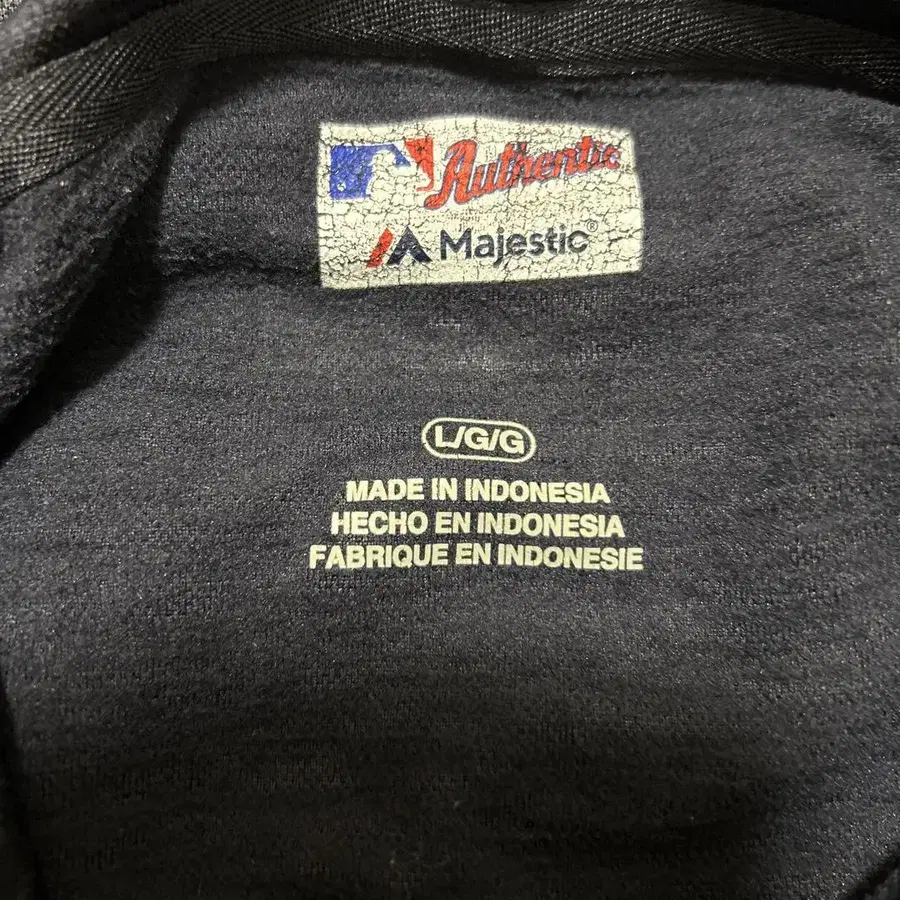 Authentic
Majestic®
L/G/G
MADE IN INDONESIA
HECHO EN INDONESIA
FABRIQUE EN INDONESIE